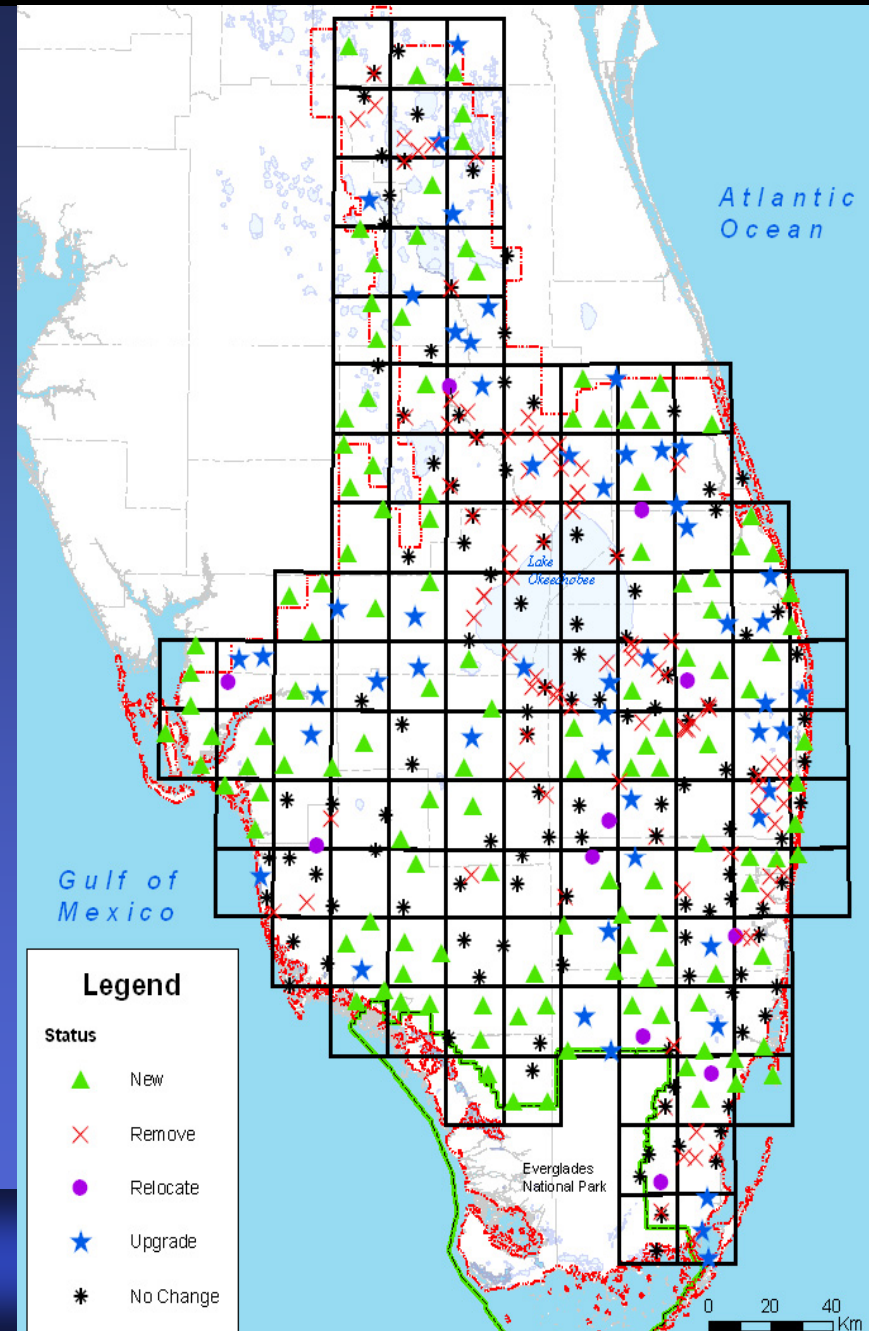 Atlantic
Ocean
Lake
Okeechobee
Gulf of
Mexico
Legend
Status
New
Remove
Relocate
Upgrade
No Change
Everglades
National Park
0 20 40
Km